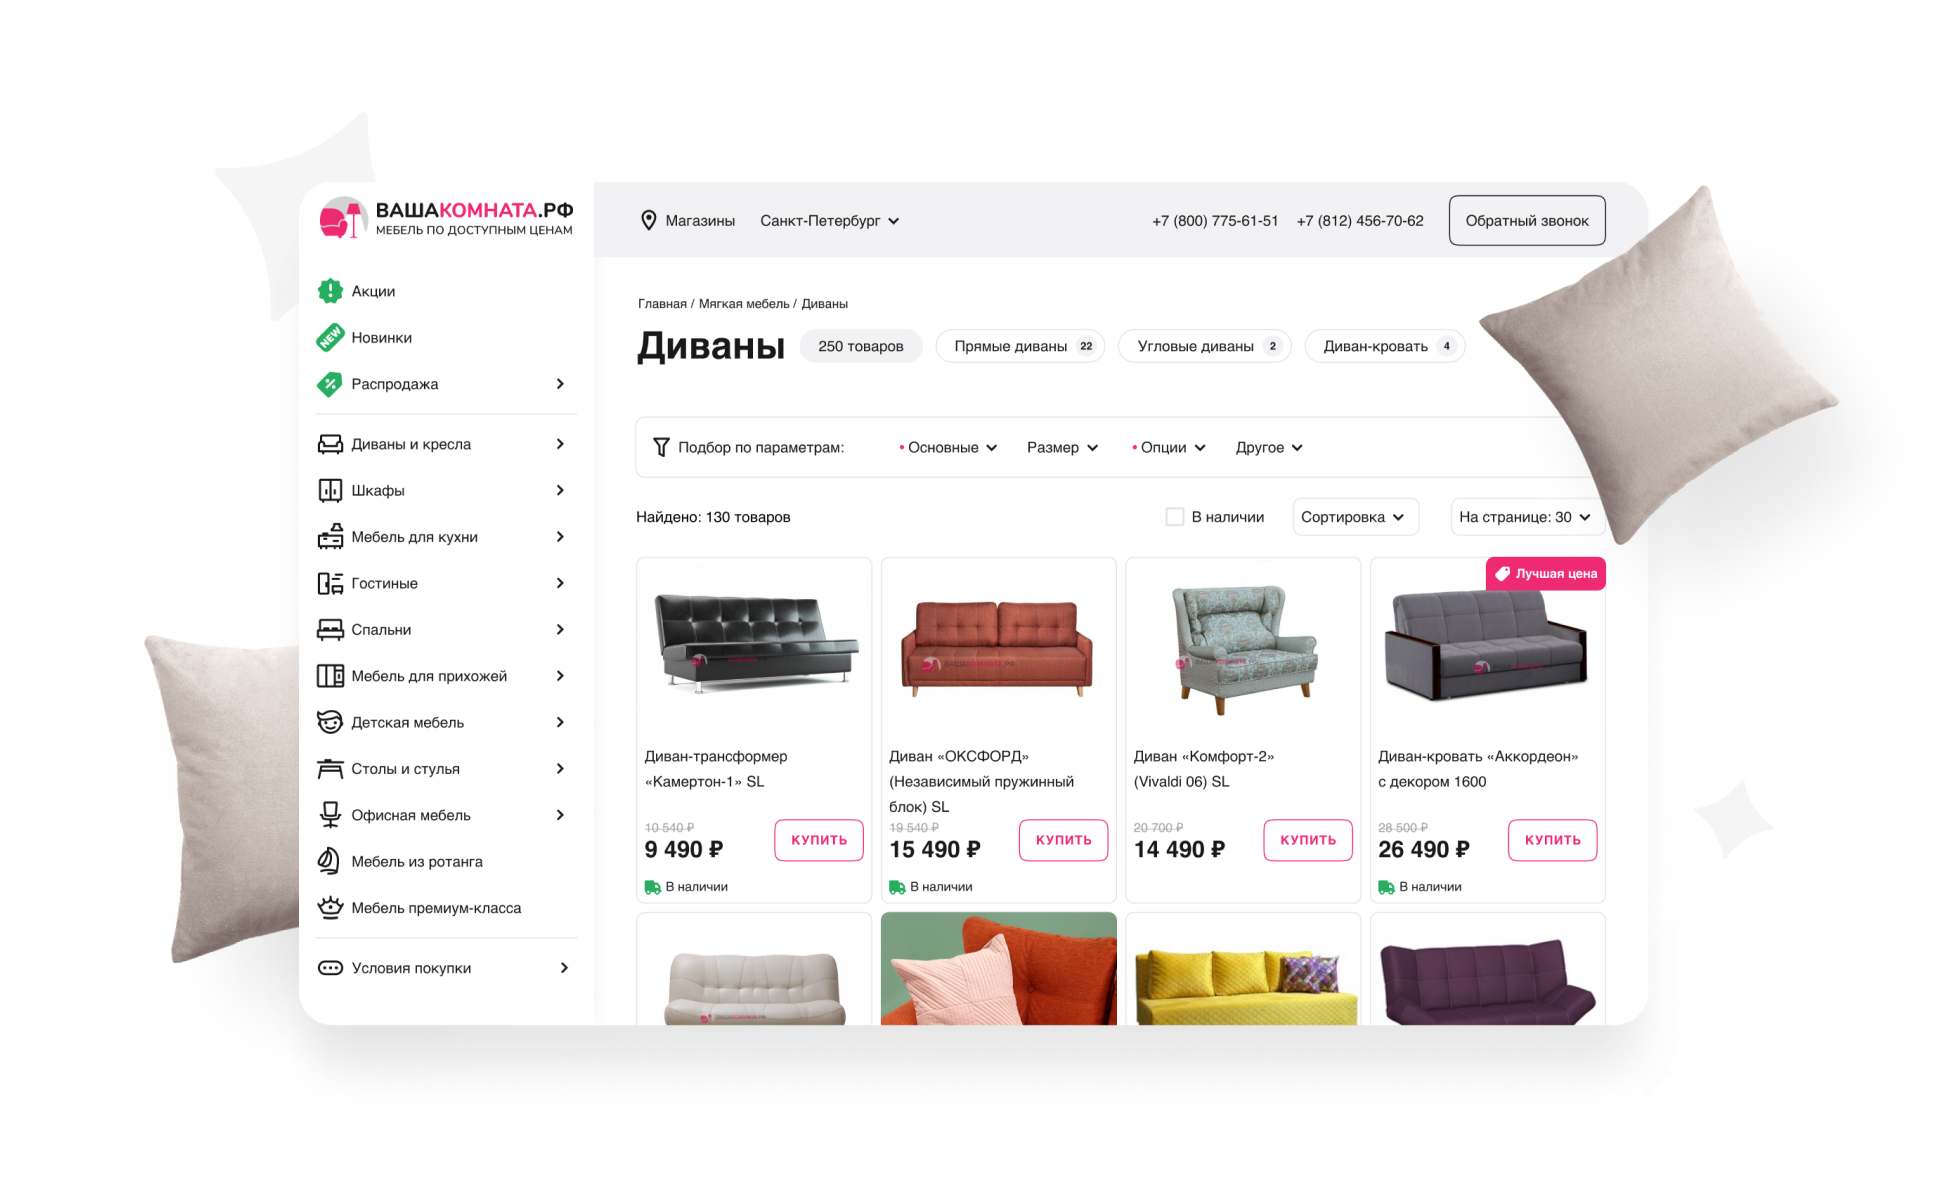 ВАШАКОМНАТА.РФ
МЕБЕЛЬ ПО ДОСТУПНЫМ ЦЕНАМ
Акции
NEW
Новинки
%
Распродажа
Диваны и кресла
Шкафы
Мебель для кухни
Гостиные
Спальни
Мебель для прихожей
Детская мебель
Столы и стулья
Офисная мебель
Мебель из ротанга
Мебель премиум-класса
Условия покупки
Магазины Санкт-Петербург +7 (800) 775-61-51 +7 (812) 456-70-62 Обратный звонок
Главная / Мягкая мебель / Диваны
Диваны 250 товаров Прямые диваны 22 Угловые диваны 2 Диван-кровать 4
Подбор по параметрам: Основные Размер Опции Другое
Найдено: 130 товаров В наличии Сортировка На странице: 30
Лучшая цена
ВАШАКОМНАТА.РФ
ВАШАКОМНАТА
Диван-трансформер
«Камертон-1» SL
10 540 ₽
9 490 ₽
КУПИТЬ
В наличии
Диван «ОКСФОРД»
(Независимый пружинный
блок) SL
19 540 ₽
15 490 ₽
КУПИТЬ
В наличии
Диван «Комфорт-2»
(Vivaldi 06) SL
20 700 ₽
14 490 ₽
КУПИТЬ
Диван-кровать «Аккордеон»
с декором 1600
28 500 ₽
26 490 ₽
КУПИТЬ
В наличии
ВАШАКОМНАТА.РФ